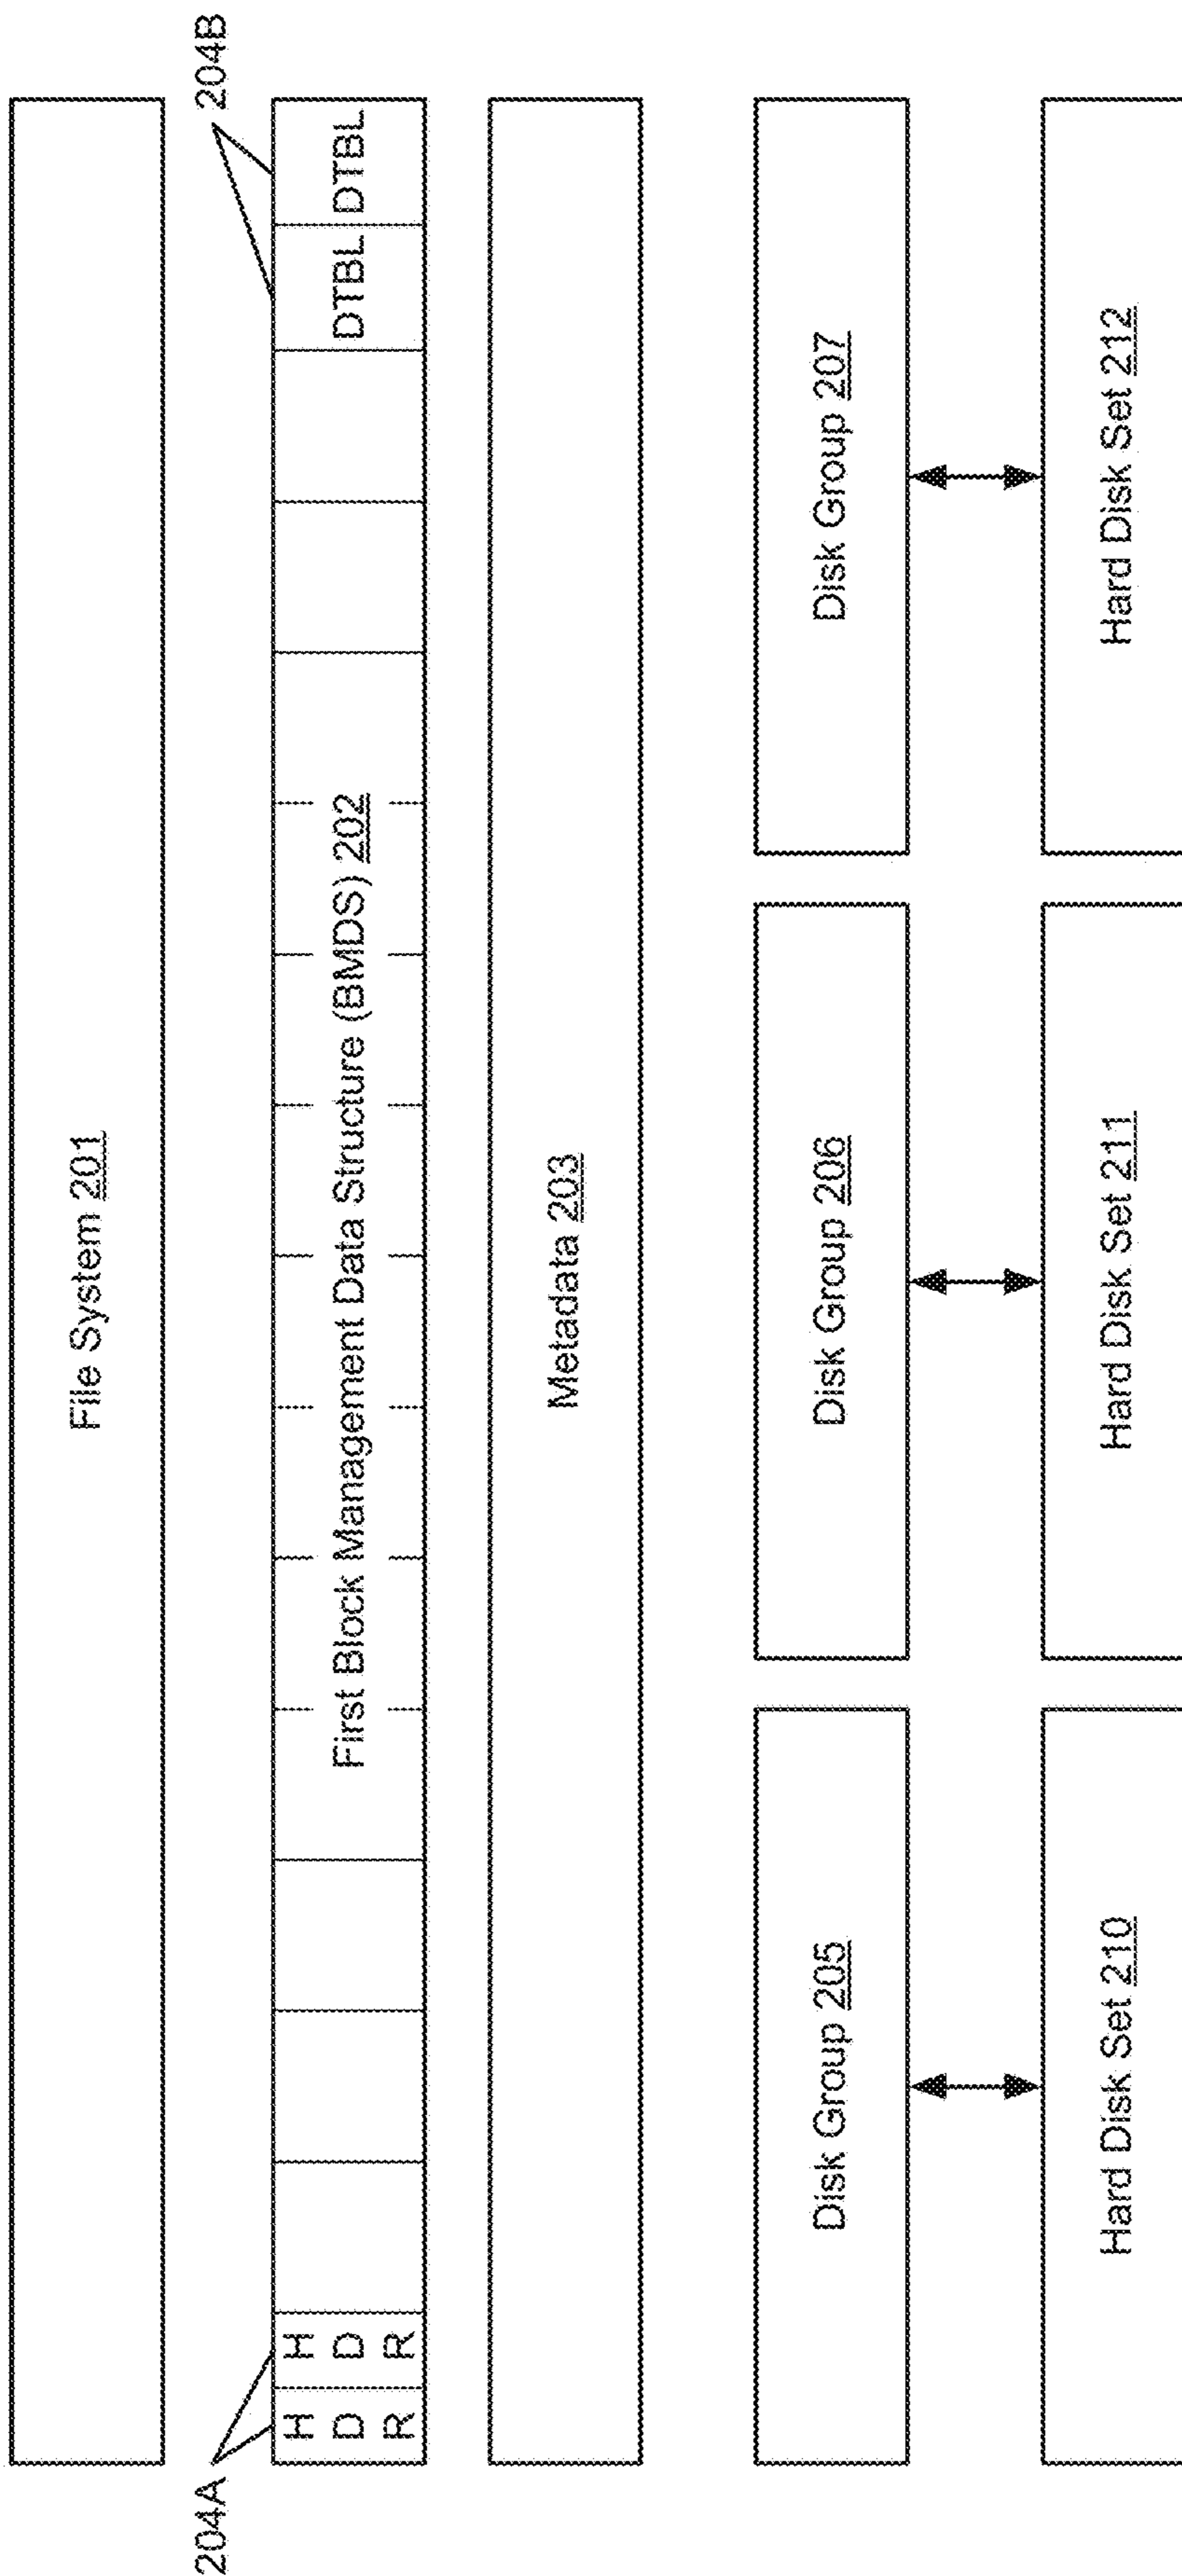 File System 201
204A
204B
H H
D D
R R
First Block Management Data Structure (BMDS) 202
DTBL
DTBL
Metadata 203
Disk Group 205
Disk Group 206
Disk Group 207
Hard Disk Set 210
Hard Disk Set 211
Hard Disk Set 212